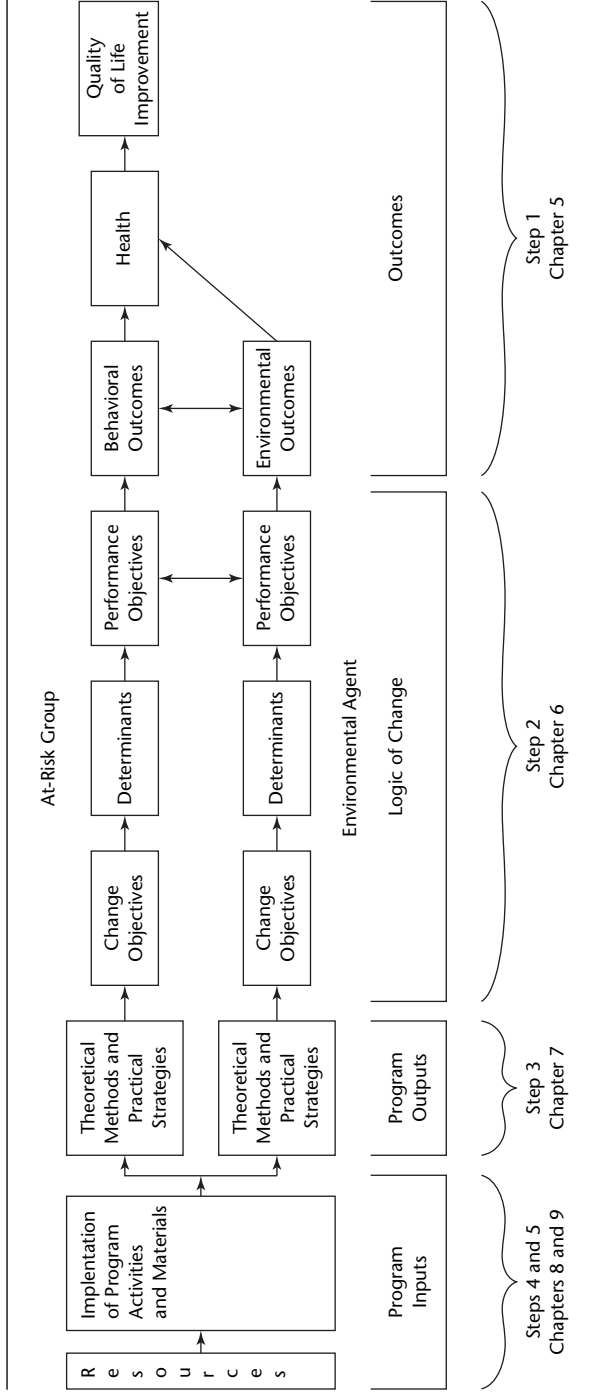 At-Risk Group
R
e
s
o
u
r
c
e
s
Implentation
of Program
Activities
and Materials
Theoretical
Methods and
Practical
Strategies
Change
Objectives
Determinants
Performance
Objectives
Behavioral
Outcomes
Health
Quality
of Life
Improvement
Theoretical
Methods and
Practical
Strategies
Change
Objectives
Determinants
Performance
Objectives
Environmental
Outcomes
Environmental Agent
Program
Inputs
Program
Outputs
Logic of Change
Outcomes
Steps 4 and 5
Chapters 8 and 9
Step 3
Chapter 7
Step 2
Chapter 6
Step 1
Chapter 5